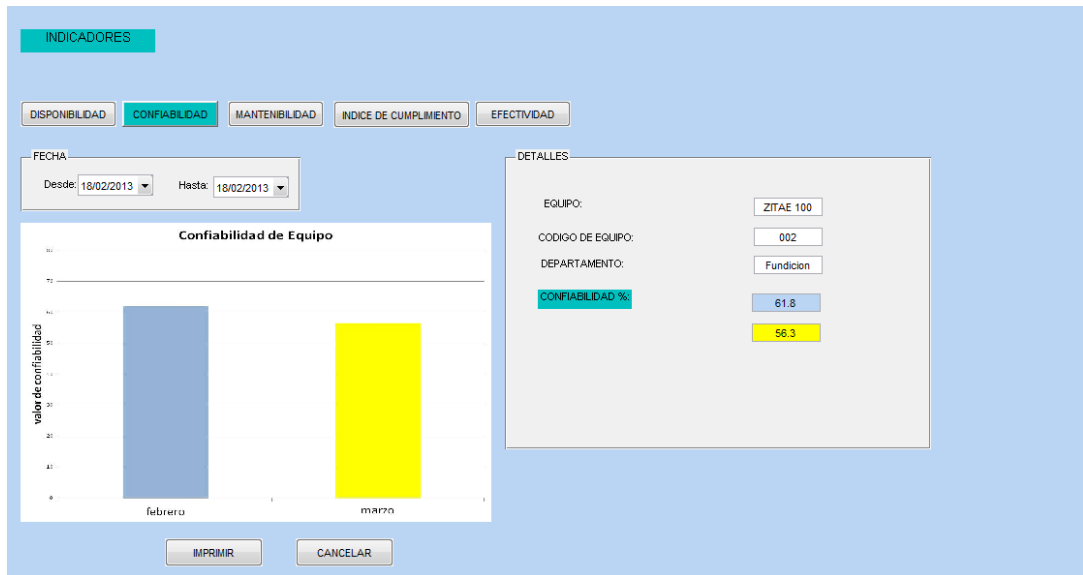 INDICADORES
DISPONIBILIDAD CONFIABILIDAD MANTENIBILIDAD INDICE DE CUMPLIMIENTO EFECTIVIDAD
FECHA
Desde: 18/02/2013 Hasta: 18/02/2013
DETALLES
EQUIPO: ZITAE 100
CODIGO DE EQUIPO: 002
DEPARTAMENTO: Fundicion
CONFIABILIDAD %: 61.8
56.3
Confiabilidad de Equipo
valor de confiabilidad
febrero marzo
IMPRIMIR CANCELAR